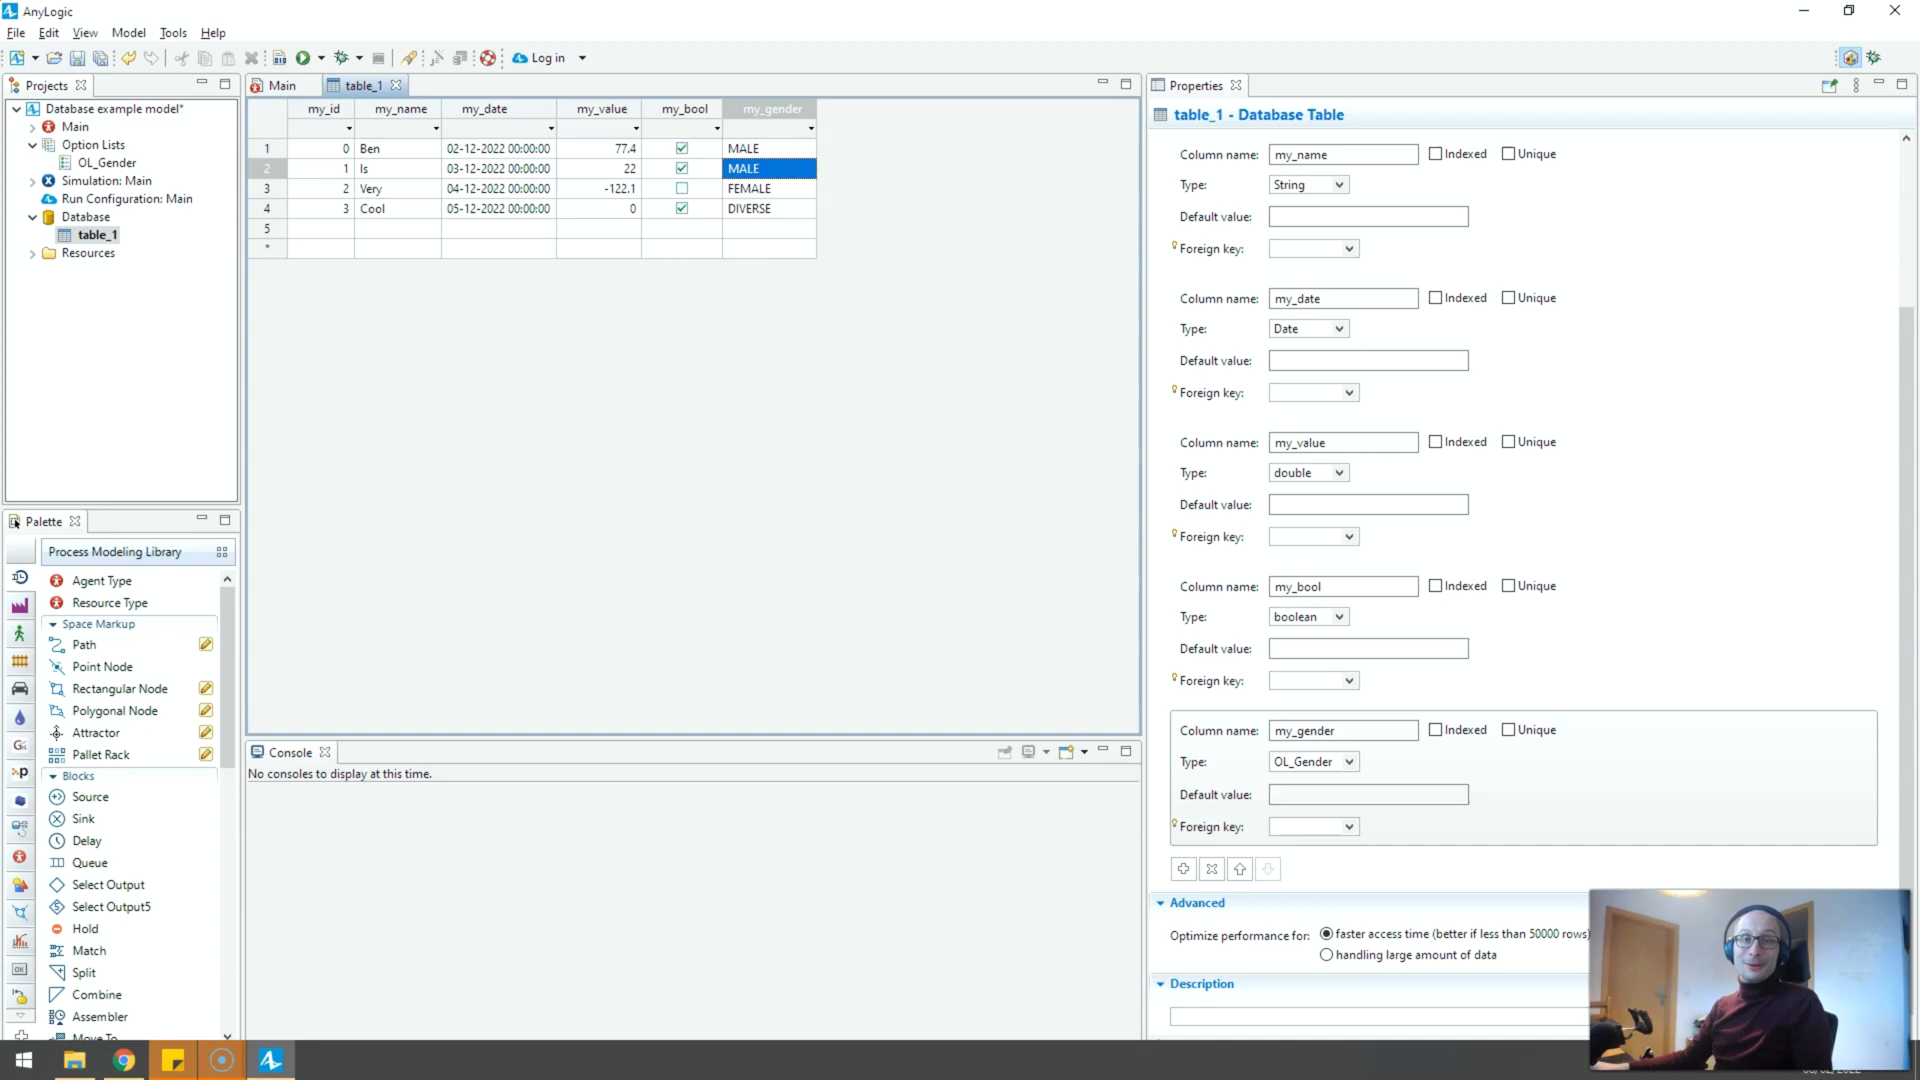 AnyLogic
File Edit View Model Tools Help
Log in
Projects
Database example model*
Main
Option Lists
OL_Gender
Simulation: Main
Run Configuration: Main
Database
table_1
Resources
Palette
Process Modeling Library
Agent Type
Resource Type
Space Markup
Path
Point Node
Rectangular Node
Polygonal Node
Attractor
Pallet Rack
Blocks
Source
Sink
Delay
Queue
Select Output
Select Output5
Hold
Match
Split
Combine
Assembler
Move To
Main table_1
my_id my_name my_date my_value my_bool my_gender
1 0 Ben 02-12-2022 00:00:00 77.4 MALE
2 1 Is 03-12-2022 00:00:00 22 MALE
3 2 Very 04-12-2022 00:00:00 -122.1 FEMALE
4 3 Cool 05-12-2022 00:00:00 0 DIVERSE
5
*
Console
No consoles to display at this time.
Properties
table_1 - Database Table
Column name: my_name Indexed Unique
Type: String
Default value:
Foreign key:
Column name: my_date Indexed Unique
Type: Date
Default value:
Foreign key:
Column name: my_value Indexed Unique
Type: double
Default value:
Foreign key:
Column name: my_bool Indexed Unique
Type: boolean
Default value:
Foreign key:
Column name: my_gender Indexed Unique
Type: OL_Gender
Default value:
Foreign key:
Advanced
Optimize performance for: faster access time (better if less than 50000 rows)
handling large amount of data
Description